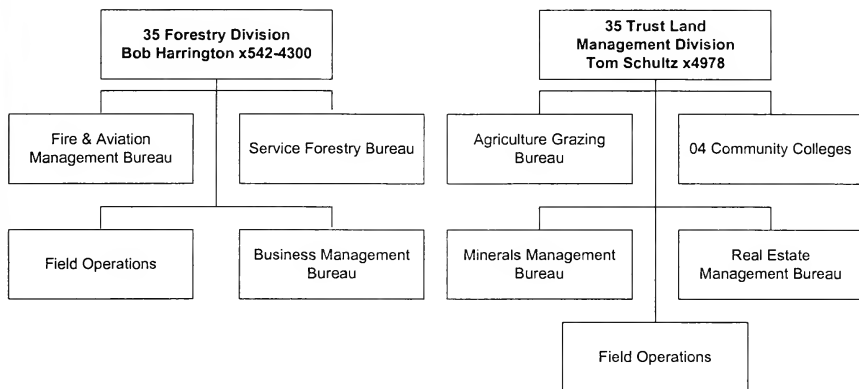 35 Forestry Division
Bob Harrington x542-4300
35 Trust Land
Management Division
Tom Schultz x4978
Fire & Aviation
Management Bureau
Service Forestry Bureau
Agriculture Grazing
Bureau
04 Community Colleges
Field Operations
Business Management
Bureau
Minerals Management
Bureau
Real Estate
Management Bureau
Field Operations